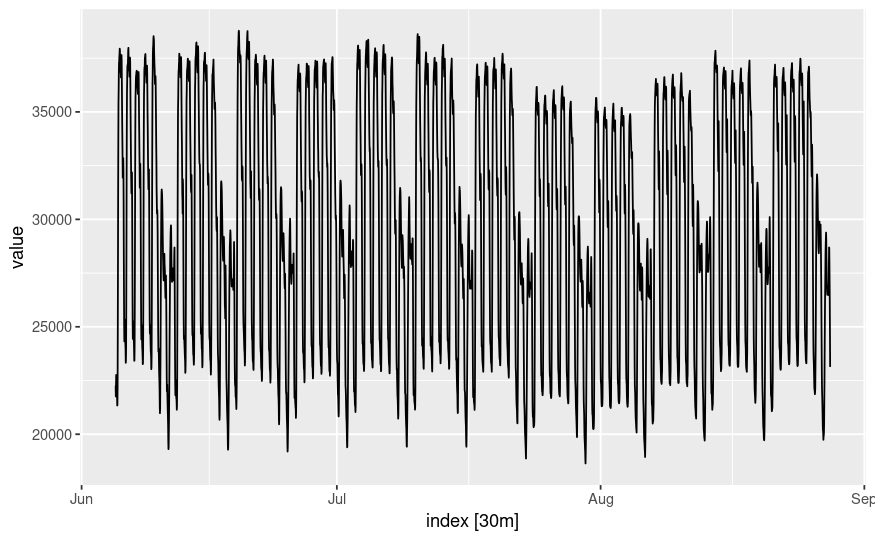 value
35000
30000
25000
20000
Jun
Jul
Aug
Sep
index [30m]